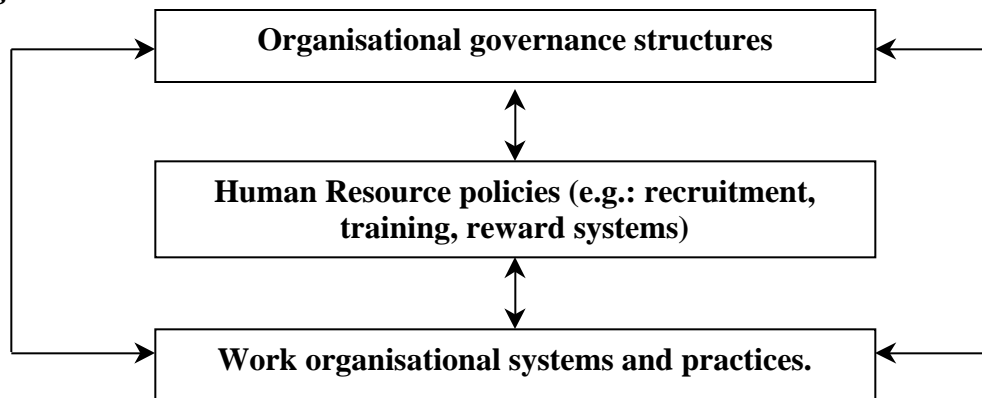 Organisational governance structures
Human Resource policies (e.g.: recruitment,
training, reward systems)
Work organisational systems and practices.